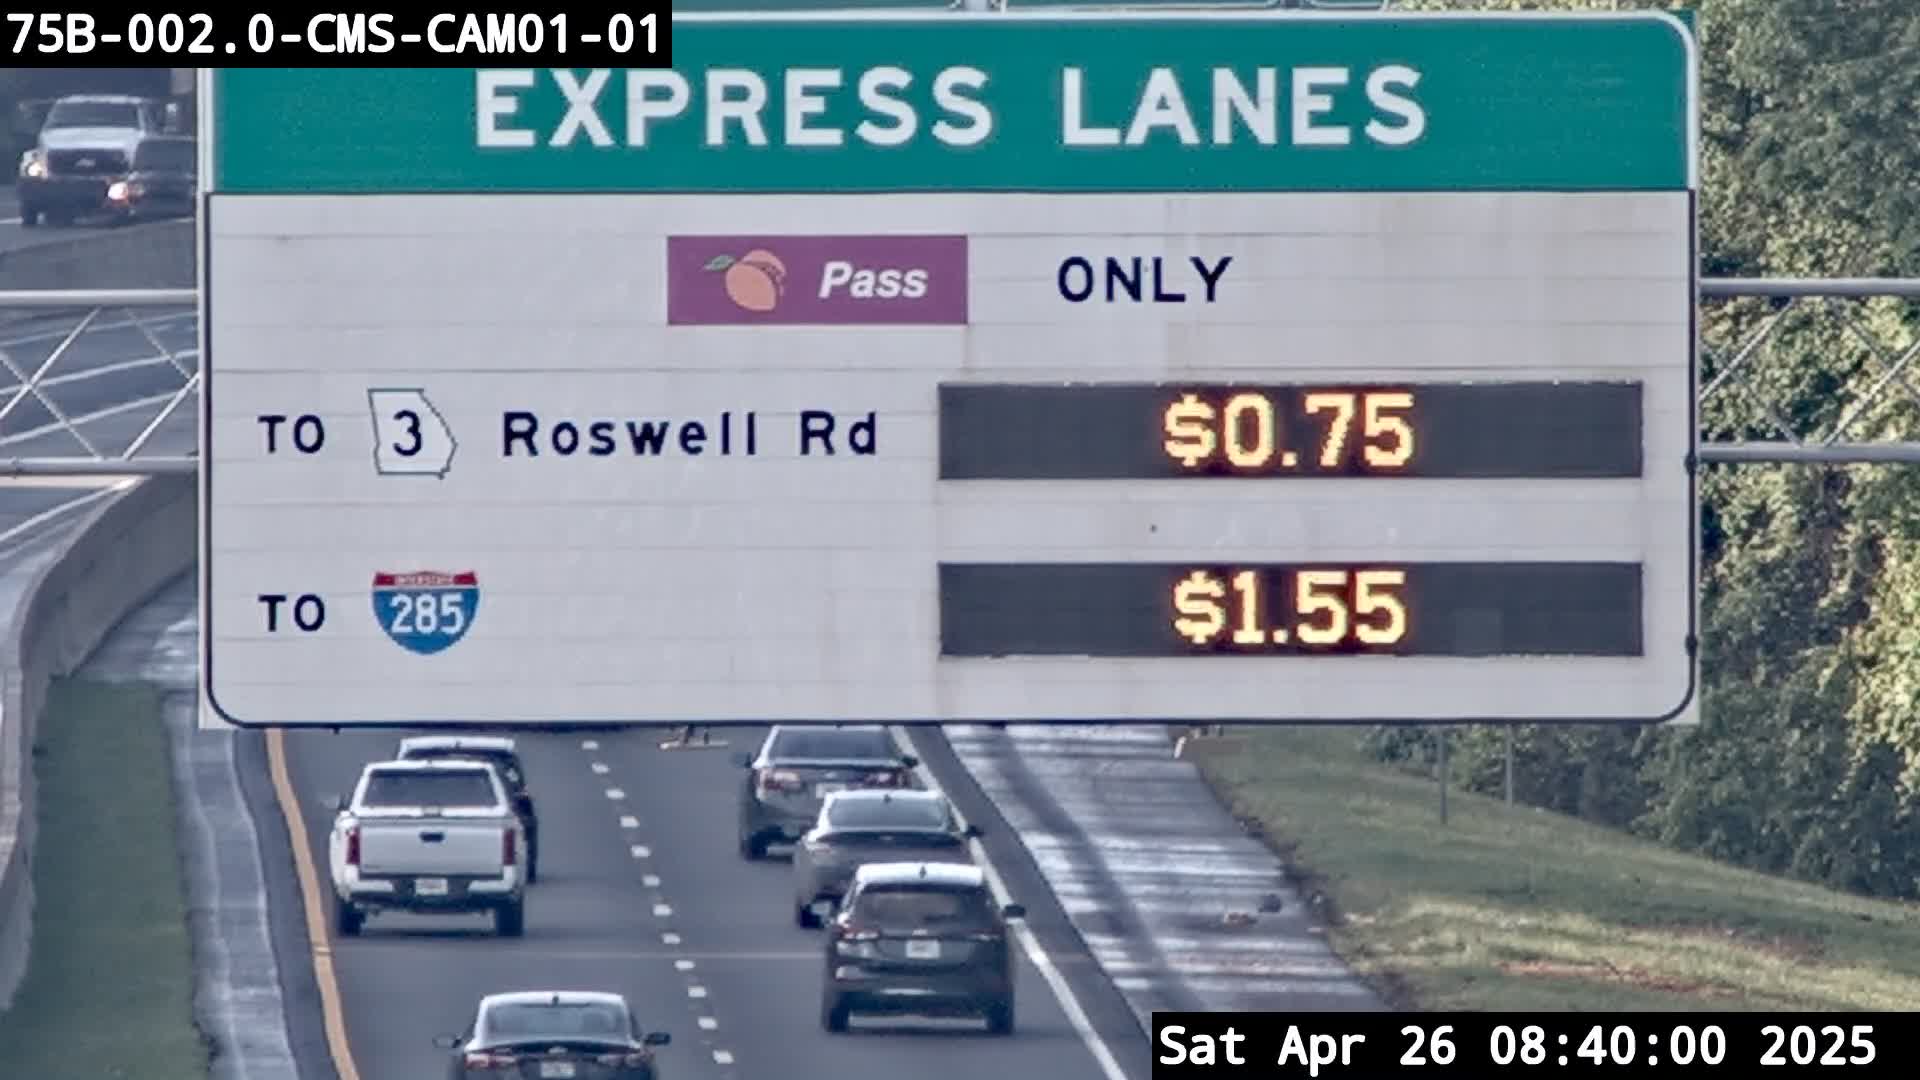 75B-002.0-CMS-CAM01-01
EXPRESS LANES
Pass ONLY
TO 3 Roswell Rd $0.75
TO INTERSTATE 285 $1.55
Sat Apr 26 08:40:00 2025